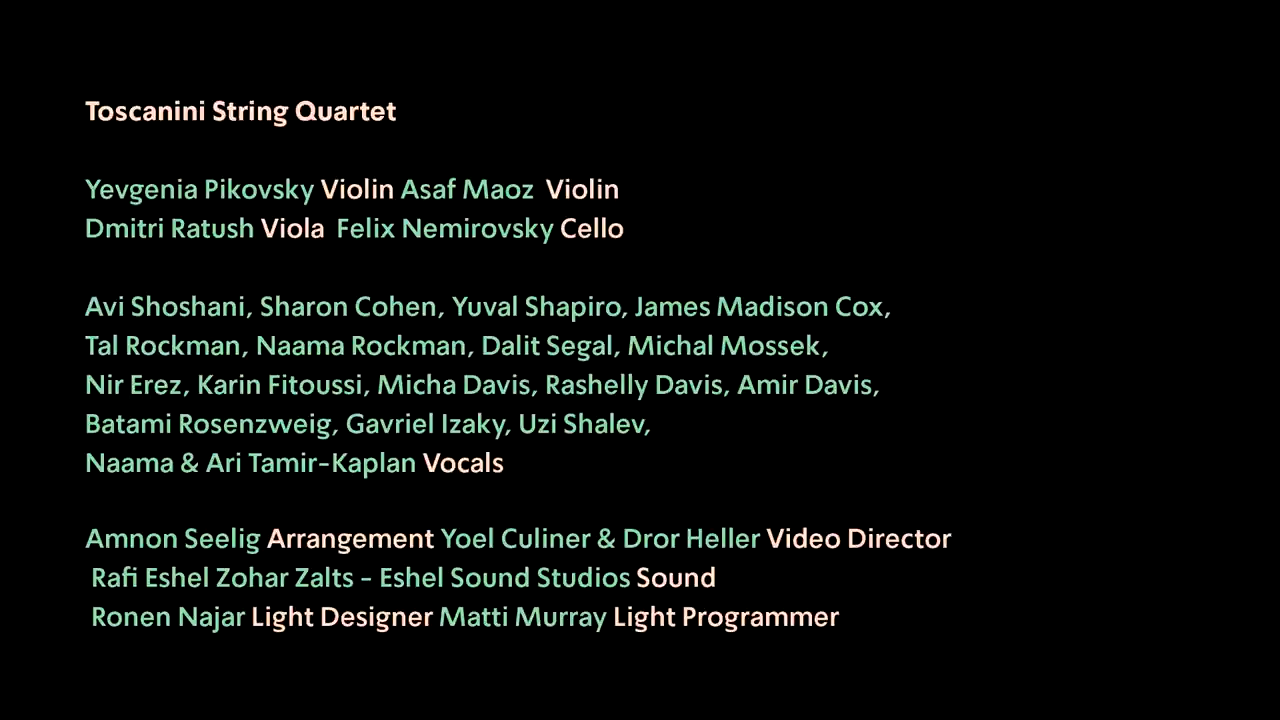 Toscanini String Quartet
Yevgenia Pikovsky Violin Asaf Maoz Violin
Dmitri Ratush Viola Felix Nemirovsky Cello
Avi Shoshani, Sharon Cohen, Yuval Shapiro, James Madison Cox,
Tal Rockman, Naama Rockman, Dalit Segal, Michal Mossek,
Nir Erez, Karin Fitoussi, Micha Davis, Rashelly Davis, Amir Davis,
Batami Rosenzweig, Gavriel Izaky, Uzi Shalev,
Naama & Ari Tamir-Kaplan Vocals
Amnon Seelig Arrangement Yoel Culiner & Dror Heller Video Director
Rafi Eshel Zohar Zalts - Eshel Sound Studios Sound
Ronen Najar Light Designer Matti Murray Light Programmer